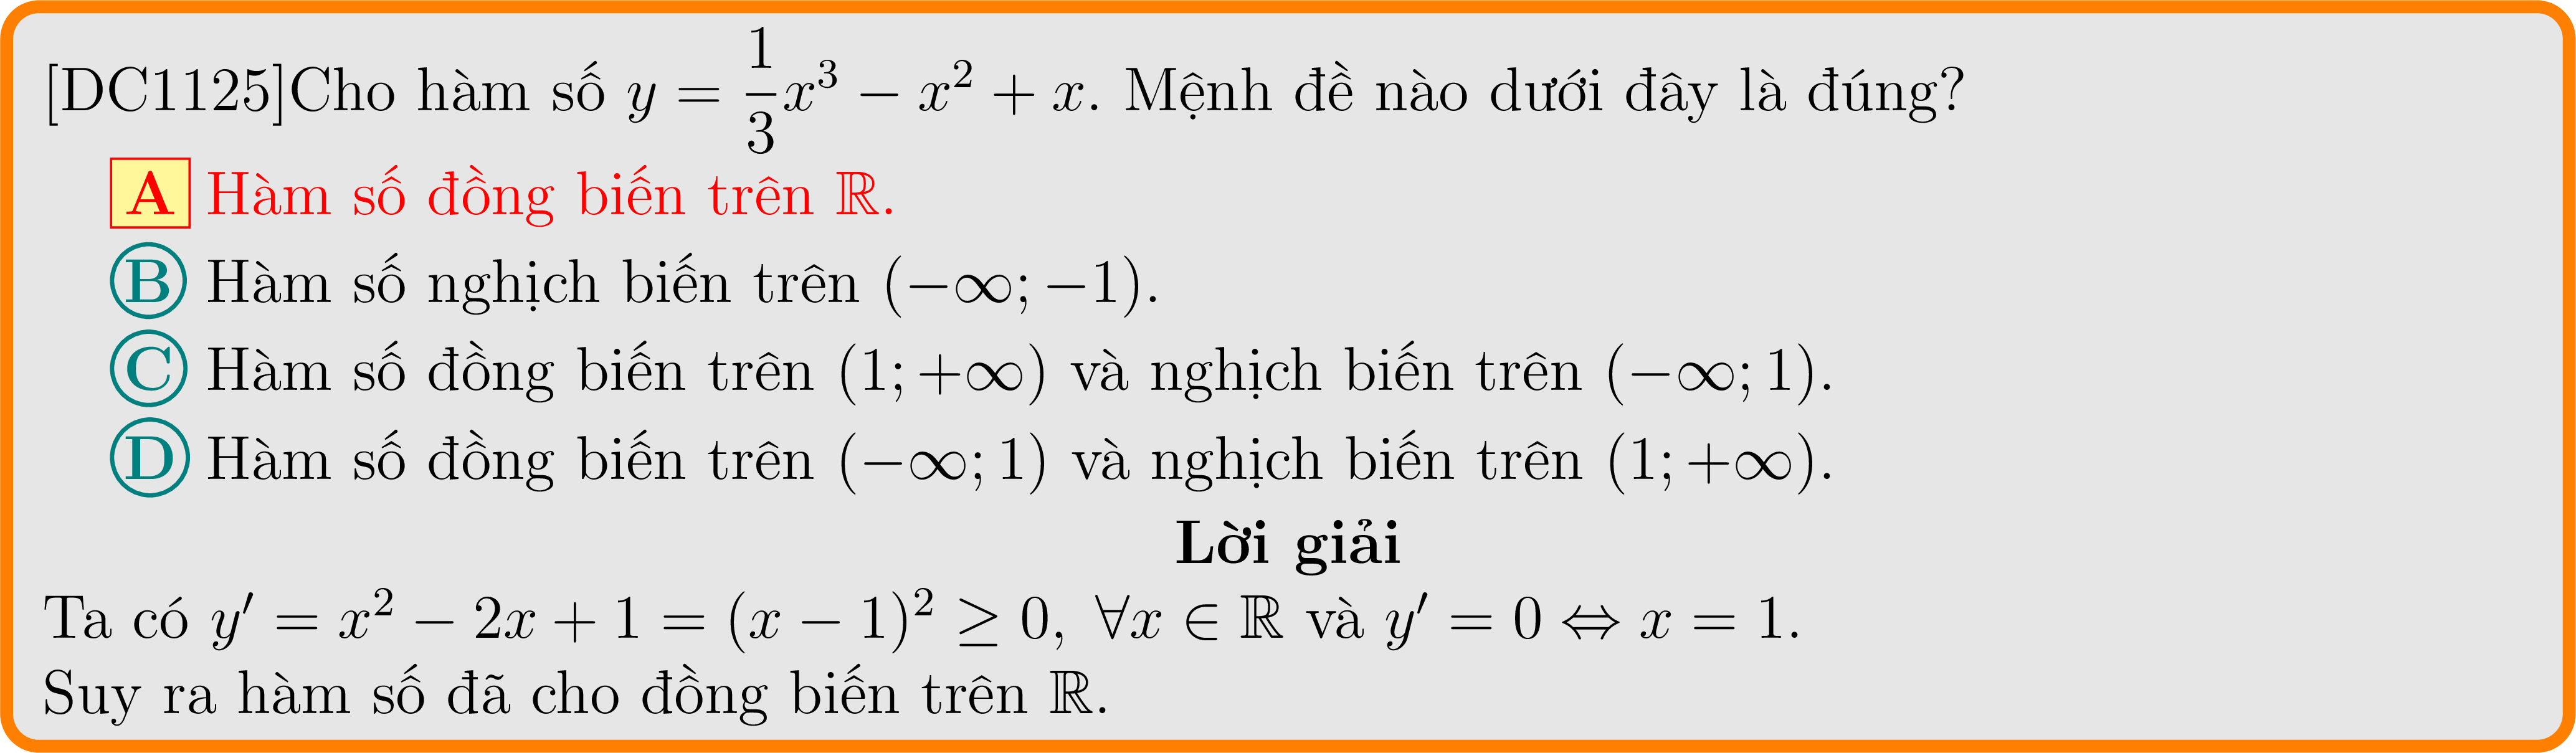 [DC1125]Cho hàm số $y = \dfrac{1}{3}x^3 - x^2 + x$. Mệnh đề nào dưới đây là đúng?
A Hàm số đồng biến trên ℝ.
B Hàm số nghịch biến trên $(-\infty; -1)$.
C Hàm số đồng biến trên $(1; +\infty)$ và nghịch biến trên $(-\infty; 1)$.
D Hàm số đồng biến trên $(-\infty; 1)$ và nghịch biến trên $(1; +\infty)$.
Lời giải
Ta có $y' = x^2 - 2x + 1 = (x - 1)^2 \geq 0, \ \forall x \in \mathbb{R}$ và $y' = 0 \Leftrightarrow x = 1$.
Suy ra hàm số đã cho đồng biến trên ℝ.